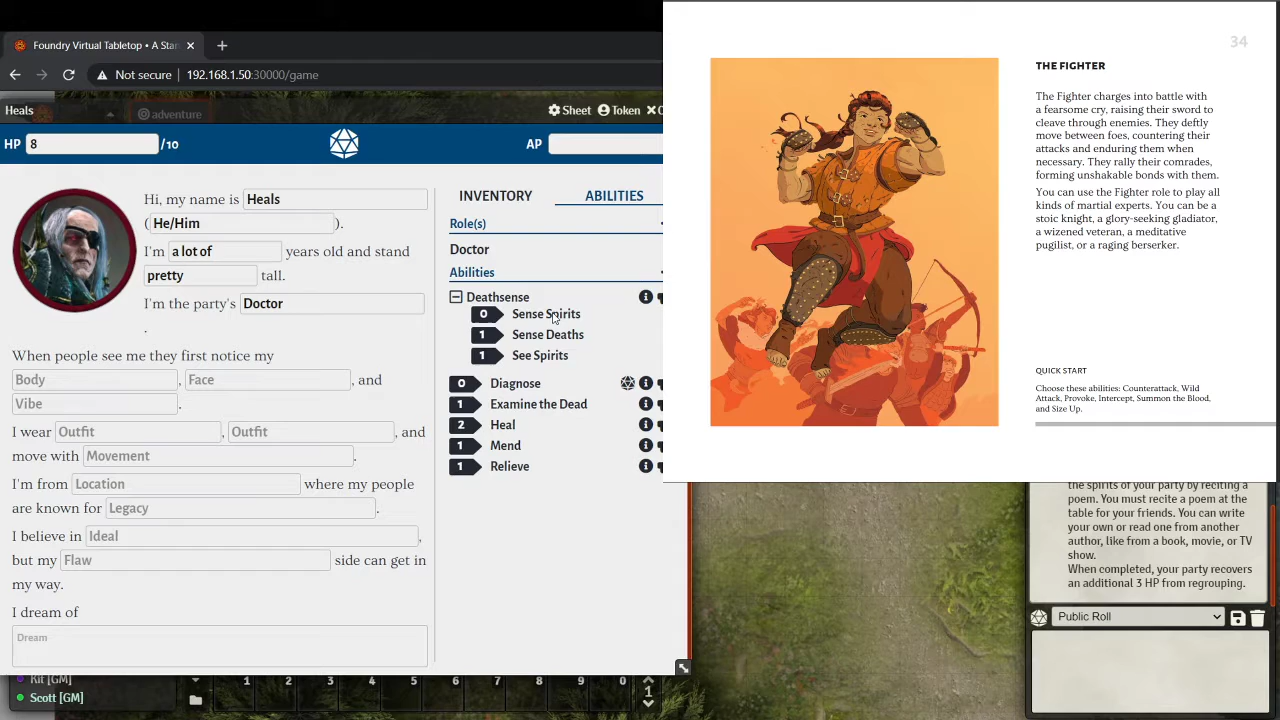 Foundry Virtual Tabletop • A Stan
Not secure
192.168.1.50:30000/game
Heals
adventure
Sheet
Token
HP
8
/10
AP
Hi, my name is Heals
( He/Him ).
I'm a a lot of years old and stand
pretty tall.
I'm the party's Doctor
.
When people see me they first notice my
Body , Face , and
Vibe .
I wear Outfit , Outfit , and
move with Movement .
I'm from Location where my people
are known for Legacy .
I believe in Ideal ,
but my Flaw side can get in
my way.
I dream of
Dream
INVENTORY
ABILITIES
Role(s)
Doctor
Abilities
Deathsense
0 Sense Spirits
1 Sense Deaths
1 See Spirits
0 Diagnose
1 Examine the Dead
2 Heal
1 Mend
1 Relieve
34
THE FIGHTER
The Fighter charges into battle with
a fearsome cry, raising their sword to
cleave through enemies. They deftly
move between foes, countering their
attacks and enduring them when
necessary. They rally their comrades,
forming unshakable bonds with them.
You can use the Fighter role to play all
kinds of martial experts. You can be a
stoic knight, a glory-seeking gladiator,
a wizened veteran, a meditative
pugilist, or a raging berserker.
QUICK START
Choose these abilities: Counterattack, Wild
Attack, Provoke, Intercept, Summon the Blood,
and Size Up.
the spirits of your party by reciting a
poem. You must recite a poem at the
table for your friends. You can write
your own or read one from another
author, like from a book, movie, or TV
show.
When completed, your party recovers
an additional 3 HP from regrouping.
Public Roll
Kit [GM]
Scott [GM]
1 2 3 4 5 6 7 8 9 0
1